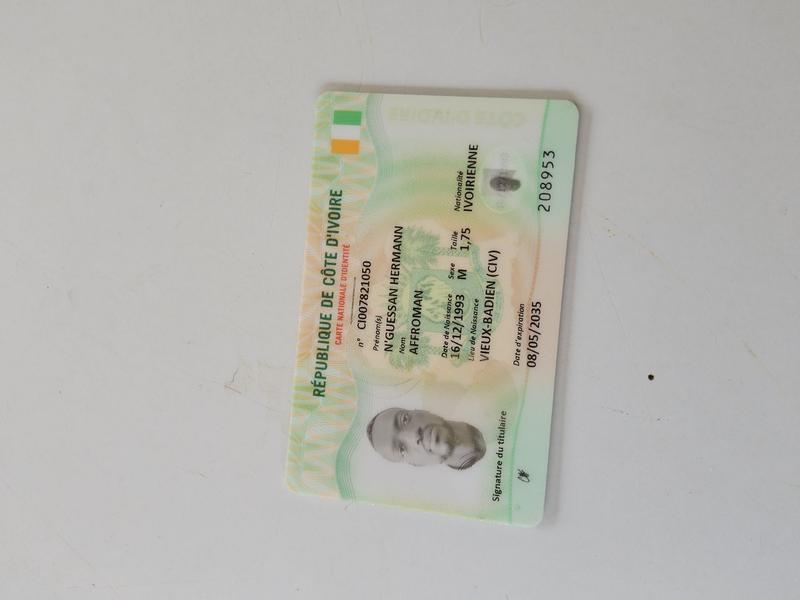 RÉPUBLIQUE DE CÔTE D'IVOIRE
CARTE NATIONALE D'IDENTITÉ
n° CI007821050
Prénom(s)
N'GUESSAN HERMANN
Nom
AFFROMAN
Date de Naissance Sexe Taille Nationalité
16/12/1993 M 1,75 IVOIRIENNE
Lieu de Naissance
VIEUX-BADIEN (CIV)
Date d'expiration
08/05/2035
Signature du titulaire
208953
CÔTE D'IVOIRE